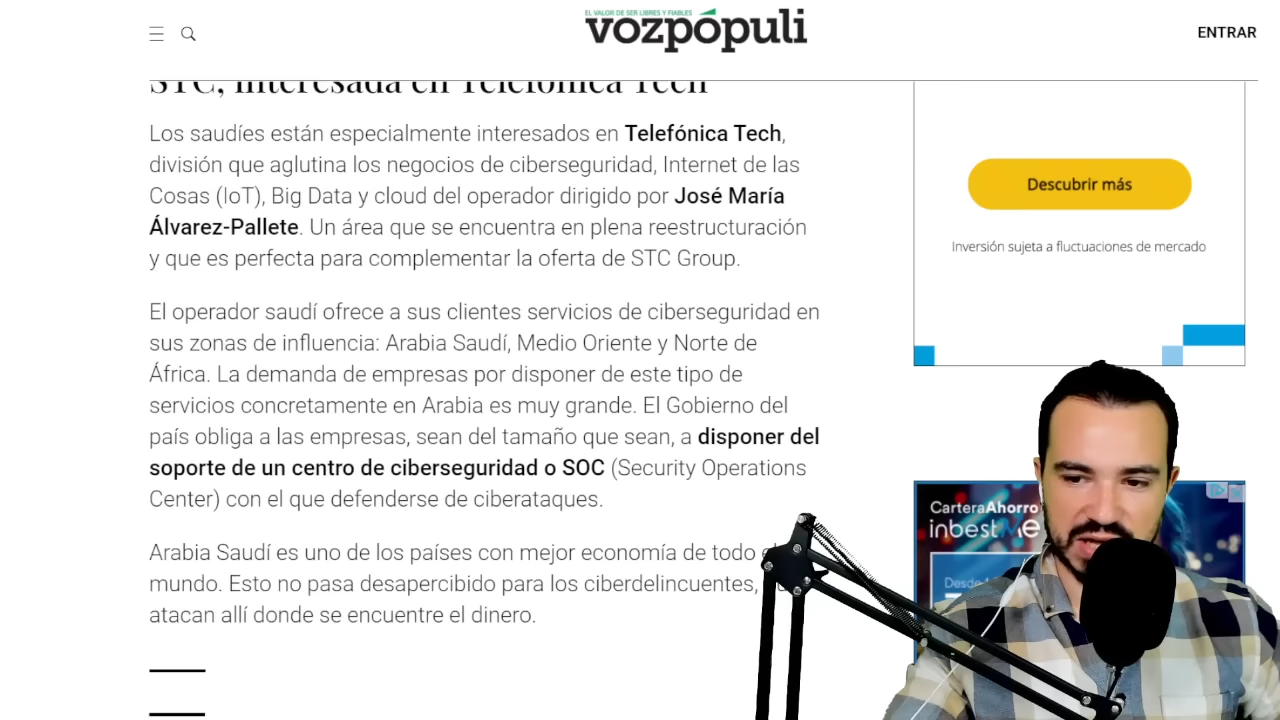 EL VALOR DE SER LIBRES Y FIABLES
vozpópuli
ENTRAR
STC, interesada en Telefónica Tech
Los saudíes están especialmente interesados en Telefónica Tech,
división que aglutina los negocios de ciberseguridad, Internet de las
Cosas (IoT), Big Data y cloud del operador dirigido por José María
Álvarez-Pallete. Un área que se encuentra en plena reestructuración
y que es perfecta para complementar la oferta de STC Group.
El operador saudí ofrece a sus clientes servicios de ciberseguridad en
sus zonas de influencia: Arabia Saudí, Medio Oriente y Norte de
África. La demanda de empresas por disponer de este tipo de
servicios concretamente en Arabia es muy grande. El Gobierno del
país obliga a las empresas, sean del tamaño que sean, a disponer del
soporte de un centro de ciberseguridad o SOC (Security Operations
Center) con el que defenderse de ciberataques.
Arabia Saudí es uno de los países con mejor economía de todo
mundo. Esto no pasa desapercibido para los ciberdelincuentes,
atacan allí donde se encuentre el dinero.
Descubrir más
Inversión sujeta a fluctuaciones de mercado
CarteraAhorro
inbestMe
Desde